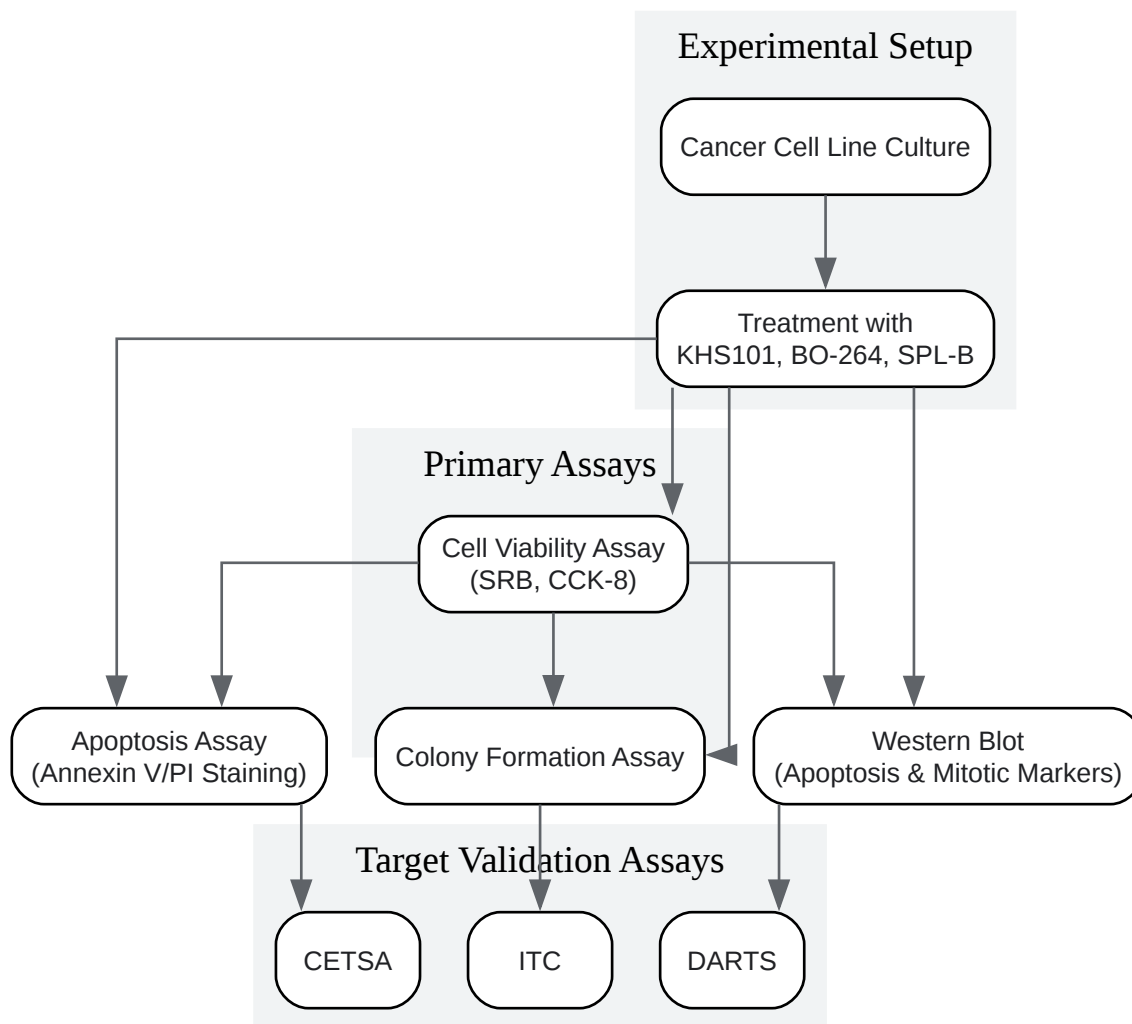 Experimental Setup
Cancer Cell Line Culture
Treatment with
KHS101, BO-264, SPL-B
Primary Assays
Cell Viability Assay
(SRB, CCK-8)
Apoptosis Assay
(Annexin V/PI Staining)
Colony Formation Assay
Western Blot
(Apoptosis & Mitotic Markers)
Target Validation Assays
CETSA
ITC
DARTS